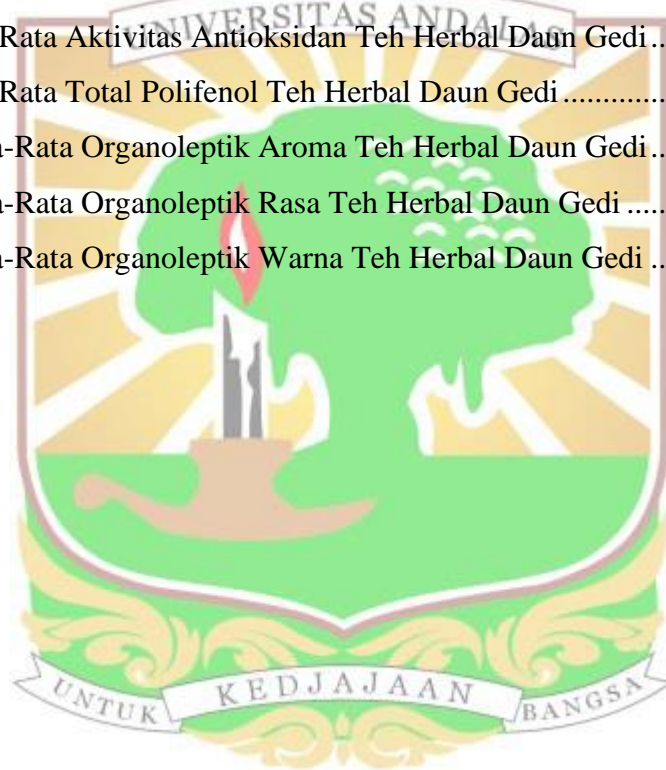 UNIVERSITAS ANDALAS
Rata Aktivitas Antioksidan Teh Herbal Daun Gedi ..
Rata Total Polifenol Teh Herbal Daun Gedi .............
a-Rata Organoleptik Aroma Teh Herbal Daun Gedi ..
a-Rata Organoleptik Rasa Teh Herbal Daun Gedi .....
a-Rata Organoleptik Warna Teh Herbal Daun Gedi ..
UNTUK KEDJAJAAN BANGSA